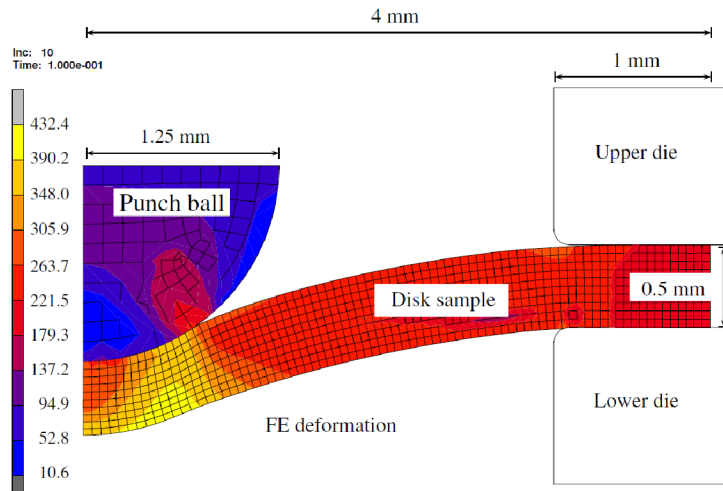 4 mm
Inc: 10
Time: 1.000e-001
1 mm
432.4
390.2
348.0
305.9
263.7
221.5
179.3
137.2
94.9
52.8
10.6
1.25 mm
Punch ball
Upper die
Disk sample
0.5 mm
Lower die
FE deformation